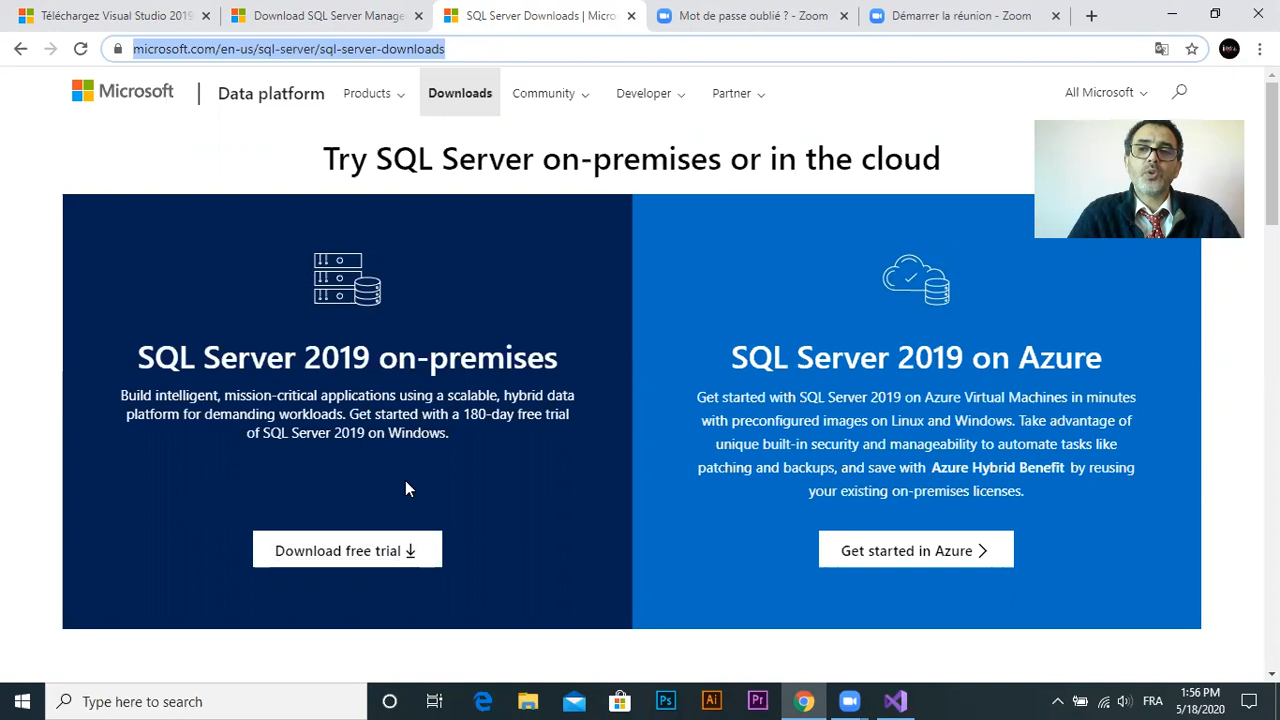 Téléchargez Visual Studio 2019
Download SQL Server Manage
SQL Server Downloads | Micro
Mot de passe oublié ? - Zoom
Démarrer la réunion - Zoom
microsoft.com/en-us/sql-server/sql-server-downloads
Microsoft
Data platform
Products
Downloads
Community
Developer
Partner
All Microsoft
Try SQL Server on-premises or in the cloud
SQL Server 2019 on-premises
Build intelligent, mission-critical applications using a scalable, hybrid data
platform for demanding workloads. Get started with a 180-day free trial
of SQL Server 2019 on Windows.
Download free trial
SQL Server 2019 on Azure
Get started with SQL Server 2019 on Azure Virtual Machines in minutes
with preconfigured images on Linux and Windows. Take advantage of
unique built-in security and manageability to automate tasks like
patching and backups, and save with Azure Hybrid Benefit by reusing
your existing on-premises licenses.
Get started in Azure
Type here to search
Ps
Ai
Pr
FRA
1:56 PM
5/18/2020